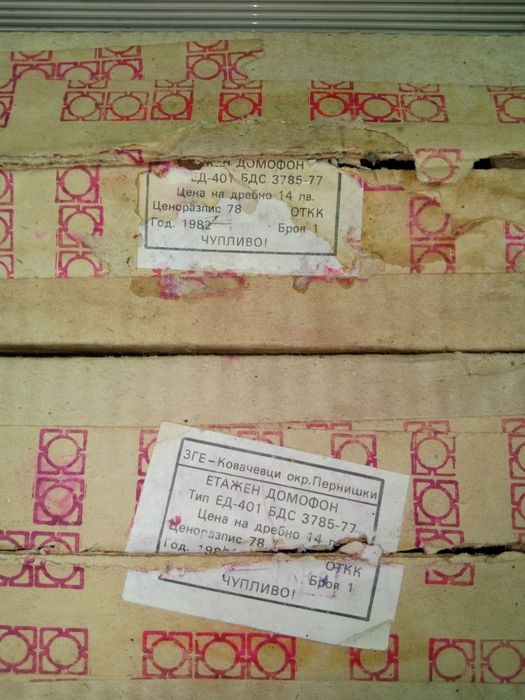 ЕТАЖЕН ДОМОФОН
ЕД-401 БДС 3785-77
Цена на дребно 14 лв.
Ценоразпис 78 ОТКК
Год. 1982 Броя 1
ЧУПЛИВО!
ЗГЕ-Ковачевци окр.Пернишки
ЕТАЖЕН ДОМОФОН
Тип ЕД-401 БДС 3785-77
Цена на дребно 14 лв.
Ценоразпис 78 ОТКК
Год. Броя 1
ЧУПЛИВО!